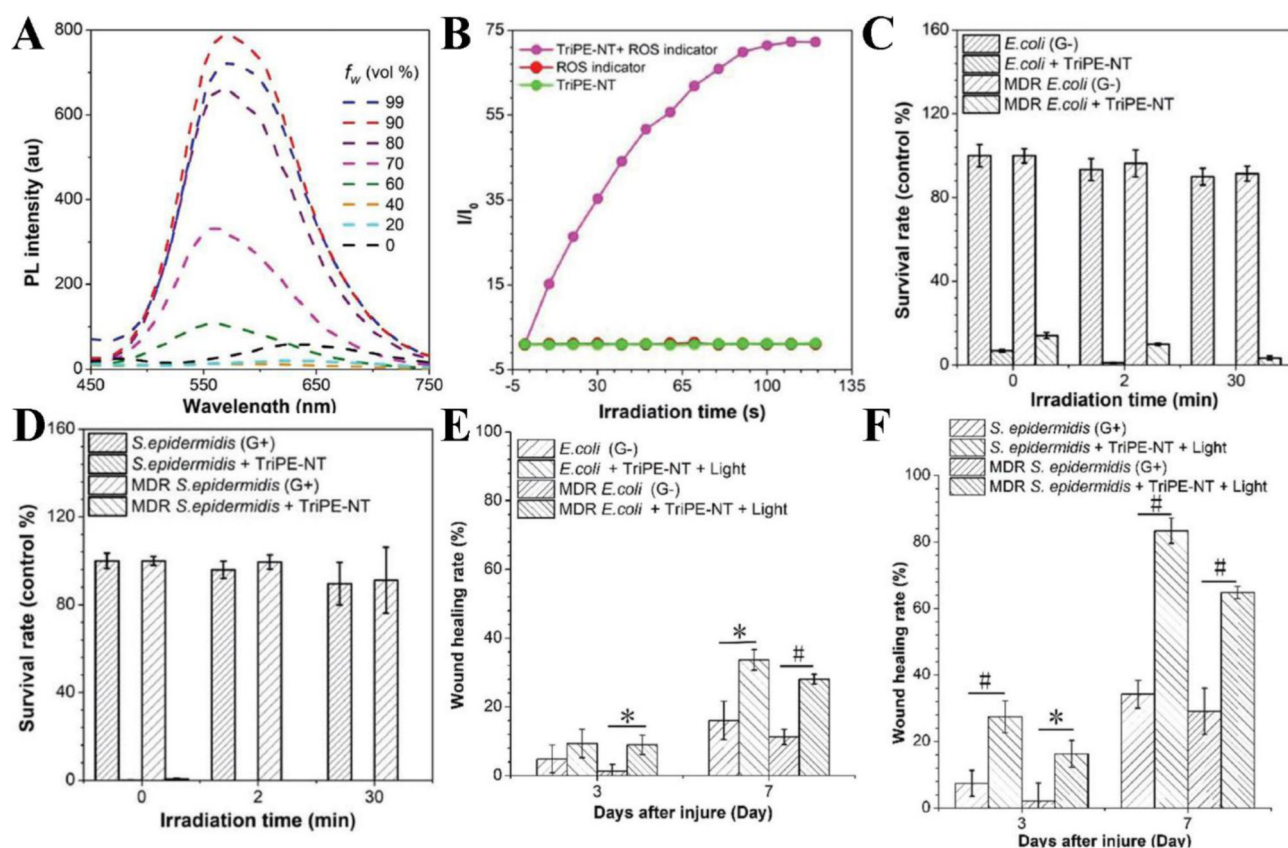 A
800
600
400
200
0
PL intensity (au)
f_w (vol %)
99
90
80
70
60
40
20
0
450
550
650
750
Wavelength (nm)
B
75
55
35
15
-5
I/I₀
TriPE-NT+ ROS indicator
ROS indicator
TriPE-NT
-5
30
65
100
135
Irradiation time (s)
C
160
120
80
40
0
Survival rate (control %)
E.coli (G-)
E.coli + TriPE-NT
MDR E.coli (G-)
MDR E.coli + TriPE-NT
0
2
30
Irradiation time (min)
D
160
120
80
40
0
Survival rate (control %)
S.epidermidis (G+)
S.epidermidis + TriPE-NT
MDR S.epidermidis (G+)
MDR S.epidermidis + TriPE-NT
0
2
30
Irradiation time (min)
E
100
80
60
40
20
0
Wound healing rate (%)
E.coli (G-)
E.coli + TriPE-NT + Light
MDR E.coli (G-)
MDR E.coli + TriPE-NT + Light
*
*
#
3
7
Days after injure (Day)
F
S. epidermidis (G+)
S. epidermidis + TriPE-NT + Light
MDR S. epidermidis (G+)
MDR S. epidermidis + TriPE-NT + Light
80
60
40
20
0
Wound healing rate (%)
#
*
#
#
3
7
Days after injure (Day)